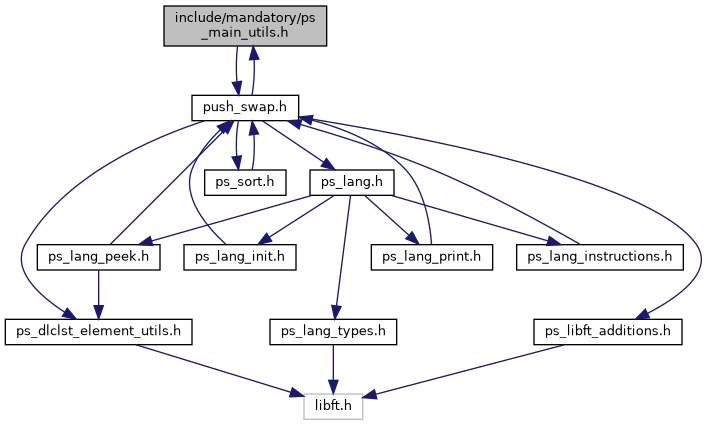 include/mandatory/ps
_main_utils.h
push_swap.h
ps_sort.h
ps_lang.h
ps_lang_peek.h
ps_lang_init.h
ps_lang_print.h
ps_lang_instructions.h
ps_dlclst_element_utils.h
ps_lang_types.h
ps_libft_additions.h
libft.h